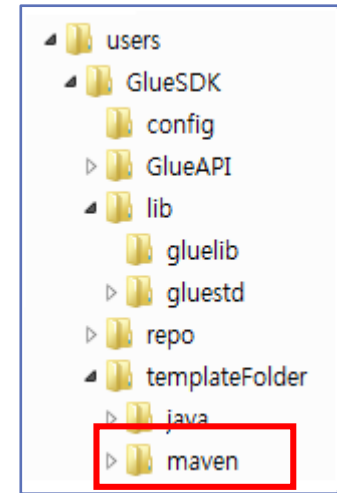 users
GlueSDK
config
GlueAPI
lib
gluelib
gluestd
repo
templateFolder
java
maven